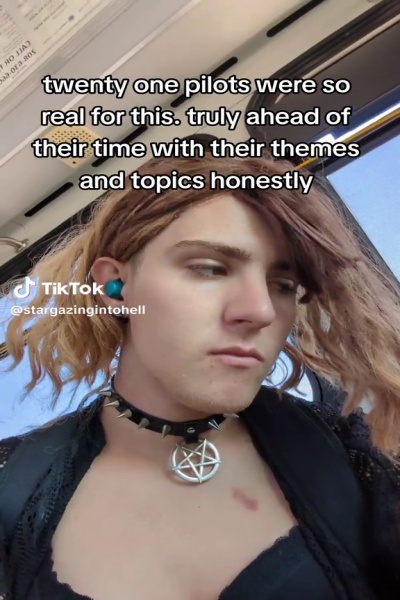 twenty one pilots were so
real for this. truly ahead of
their time with their themes
and topics honestly
TikTok
@stargazingintohell